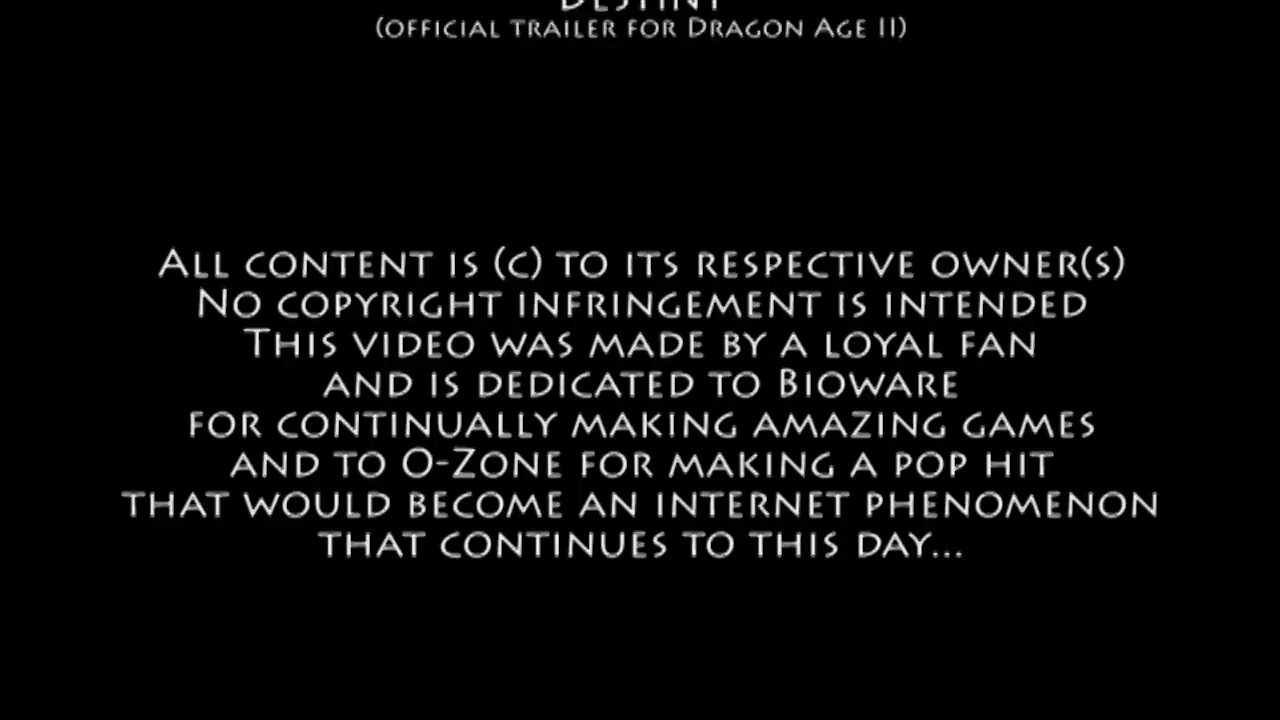 Destiny
(official trailer for Dragon Age II)
All content is (c) to its respective owner(s)
No copyright infringement is intended
This video was made by a loyal fan
and is dedicated to Bioware
for continually making amazing games
and to O-Zone for making a pop hit
that would become an internet phenomenon
that continues to this day...